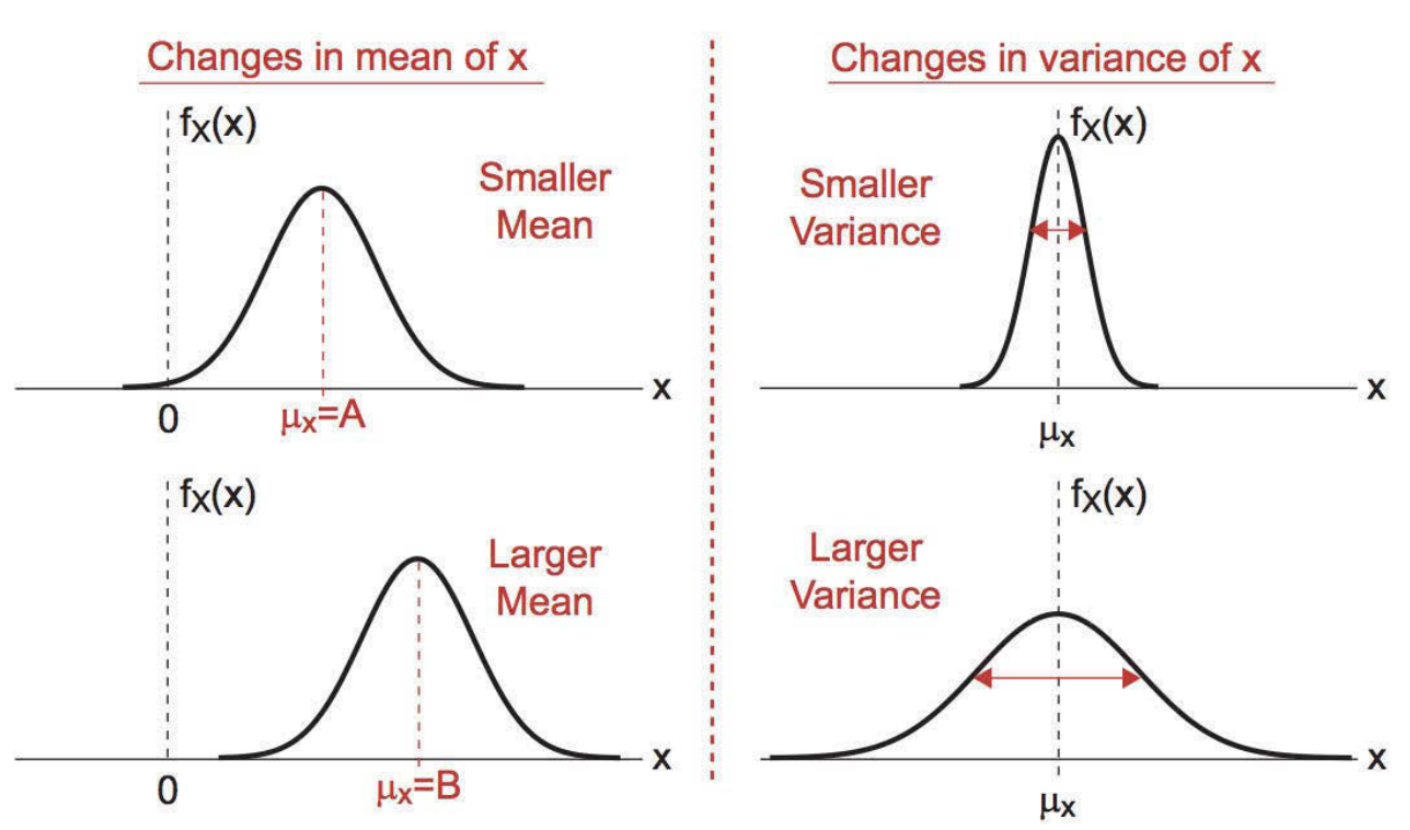 Changes in mean of x
fX(x)
Smaller
Mean
x
0
μx=A
fX(x)
Larger
Mean
x
0
μx=B
Changes in variance of x
fX(x)
Smaller
Variance
x
μx
fX(x)
Larger
Variance
x
μx